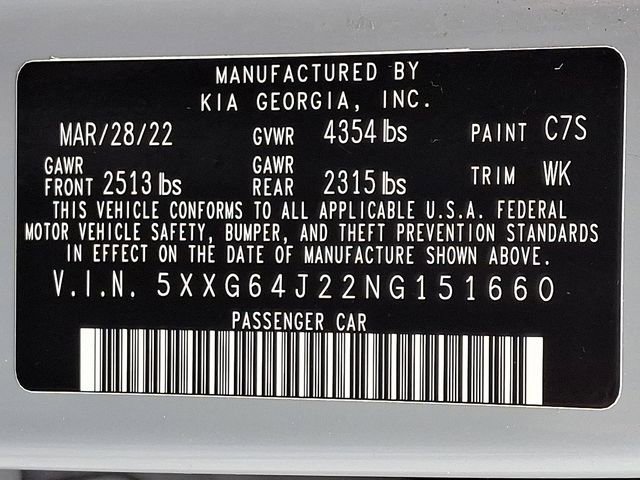 MANUFACTURED BY
KIA GEORGIA, INC.
MAR/28/22 GVWR 4354 lbs PAINT C7S
GAWR FRONT 2513 lbs GAWR REAR 2315 lbs TRIM WK
THIS VEHICLE CONFORMS TO ALL APPLICABLE U.S.A. FEDERAL
MOTOR VEHICLE SAFETY, BUMPER, AND THEFT PREVENTION STANDARDS
IN EFFECT ON THE DATE OF MANUFACTURE SHOWN ABOVE.
V.I.N. 5XXG64J22NG151660
PASSENGER CAR